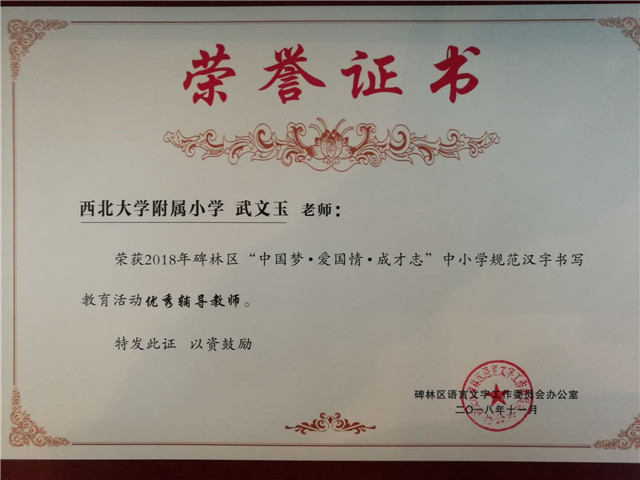 荣誉证书
西北大学附属小学 武文玉 老师：
荣获2018年碑林区“中国梦·爱国情·成才志”中小学规范汉字书写
教育活动优秀辅导教师。
特发此证 以资鼓励
碑林区语言文字工作委员会办公室
二〇一八年十一月